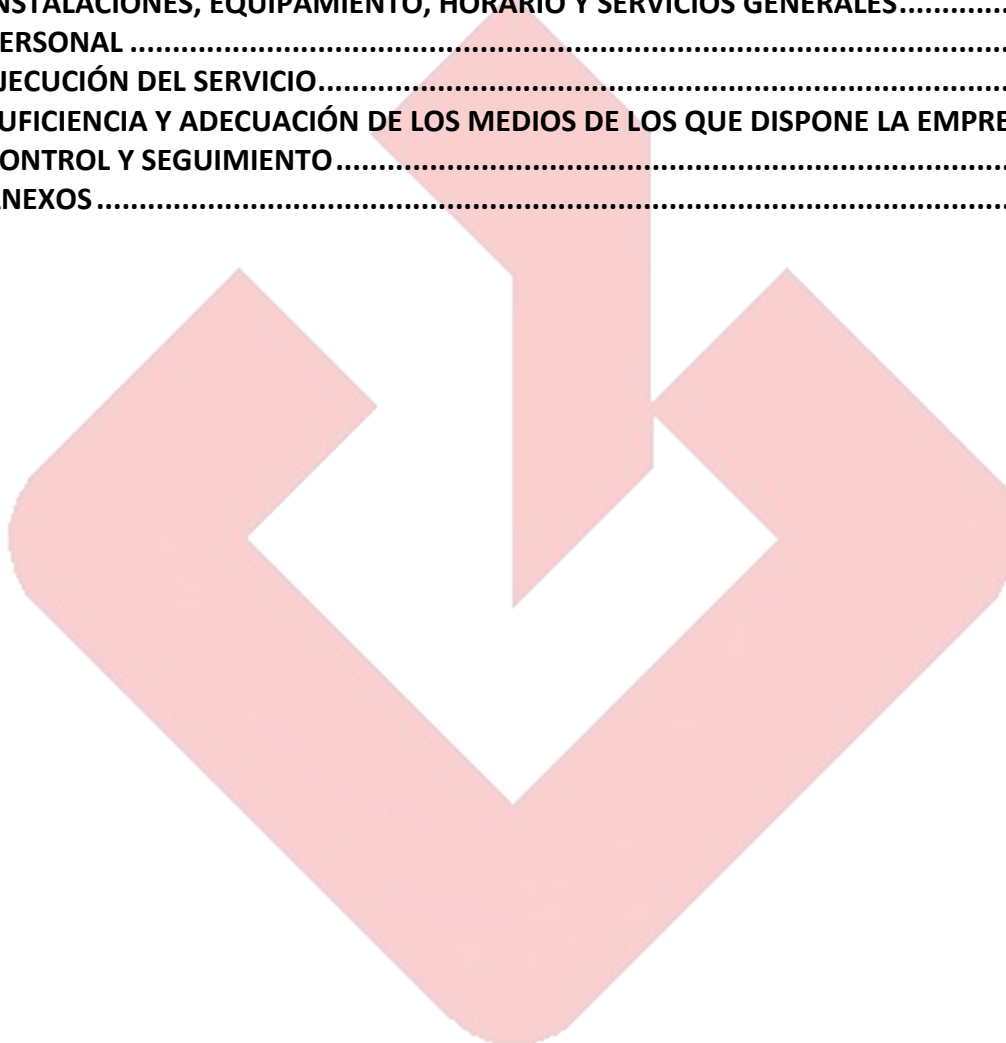 NSTALACIONES, EQUIPAMIENTO, HORARIO Y SERVICIOS GENERALES.............
ERSONAL ........................................................................................................
JECUCIÓN DEL SERVICIO.................................................................................
UFICIENCIA Y ADECUACIÓN DE LOS MEDIOS DE LOS QUE DISPONE LA EMPRE
ONTROL Y SEGUIMIENTO...............................................................................
NEXOS............................................................................................................